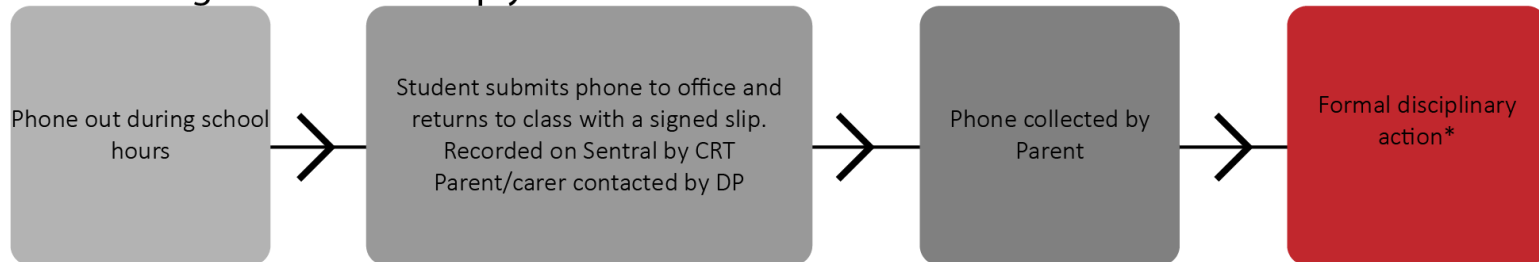 Phone out during school
hours
Student submits phone to office and
returns to class with a signed slip.
Recorded on Sentral by CRT
Parent/carer contacted by DP
Phone collected by
Parent
Formal disciplinary
action*